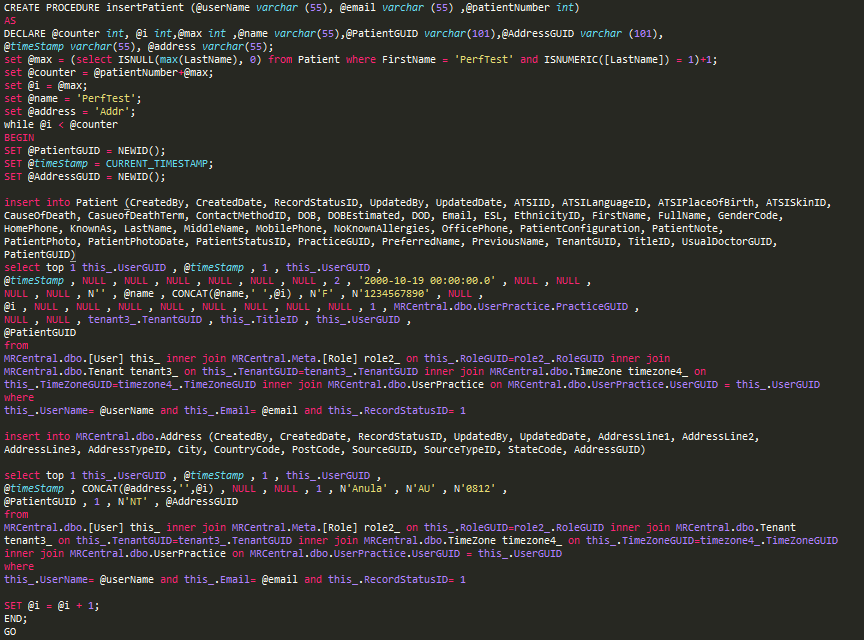 CREATE PROCEDURE insertPatient (@userName varchar (55), @email varchar (55) ,@patientNumber int)
AS
DECLARE @counter int, @i int,@max int ,@name varchar(55),@PatientGUID varchar(101),@AddressGUID varchar (101),
@timeStamp varchar(55), @address varchar(55);
set @max = (select ISNULL(max(LastName), 0) from Patient where FirstName = 'PerfTest' and ISNUMERIC([LastName]) = 1)+1;
set @counter = @patientNumber+@max;
set @i = @max;
set @name = 'PerfTest';
set @address = 'Addr';
while @i < @counter
BEGIN
SET @PatientGUID = NEWID();
SET @timeStamp = CURRENT_TIMESTAMP;
SET @AddressGUID = NEWID();
insert into Patient (CreatedBy, CreatedDate, RecordStatusID, UpdatedBy, UpdatedDate, ATSIID, ATSILanguageID, ATSIPlaceOfBirth, ATSISkinID,
CauseOfDeath, CasueofDeathTerm, ContactMethodID, DOB, DOBEstimated, DOD, Email, ESL, EthnicityID, FirstName, FullName, GenderCode,
HomePhone, KnownAs, LastName, MiddleName, MobilePhone, NoKnownAllergies, OfficePhone, PatientConfiguration, PatientNote,
PatientPhoto, PatientPhotoDate, PatientStatusID, PracticeGUID, PreferredName, PreviousName, TenantGUID, TitleID, UsualDoctorGUID,
PatientGUID)
select top 1 this_.UserGUID , @timeStamp , 1 , this_.UserGUID ,
@timeStamp , NULL , NULL , NULL , NULL , NULL , NULL , 2 , '2000-10-19 00:00:00.0' , NULL , NULL ,
NULL , NULL , N'' , @name , CONCAT(@name,' ',@i) , N'F' , N'1234567890' , NULL ,
@i , NULL , NULL , NULL , NULL , NULL , NULL , NULL , 1 , MRCentral.dbo.UserPractice.PracticeGUID ,
NULL , NULL , tenant3_.TenantGUID , this_.TitleID , this_.UserGUID ,
@PatientGUID
from
MRCentral.dbo.[User] this_ inner join MRCentral.Meta.[Role] role2_ on this_.RoleGUID=role2_.RoleGUID inner join
MRCentral.dbo.Tenant tenant3_ on this_.TenantGUID=tenant3_.TenantGUID inner join MRCentral.dbo.TimeZone timezone4_ on
this_.TimeZoneGUID=timezone4_.TimeZoneGUID inner join MRCentral.dbo.UserPractice on MRCentral.dbo.UserPractice.UserGUID = this_.UserGUID
where
this_.UserName= @userName and this_.Email= @email and this_.RecordStatusID= 1
insert into MRCentral.dbo.Address (CreatedBy, CreatedDate, RecordStatusID, UpdatedBy, UpdatedDate, AddressLine1, AddressLine2,
AddressLine3, AddressTypeID, City, CountryCode, PostCode, SourceGUID, SourceTypeID, StateCode, AddressGUID)
select top 1 this_.UserGUID , @timeStamp , 1 , this_.UserGUID ,
@timeStamp , CONCAT(@address,'',@i) , NULL , NULL , 1 , N'Anula' , N'AU' , N'0812' ,
@PatientGUID , 1 , N'NT' , @AddressGUID
from
MRCentral.dbo.[User] this_ inner join MRCentral.Meta.[Role] role2_ on this_.RoleGUID=role2_.RoleGUID inner join MRCentral.dbo.Tenant
tenant3_ on this_.TenantGUID=tenant3_.TenantGUID inner join MRCentral.dbo.TimeZone timezone4_ on this_.TimeZoneGUID=timezone4_.TimeZoneGUID
inner join MRCentral.dbo.UserPractice on MRCentral.dbo.UserPractice.UserGUID = this_.UserGUID
where
this_.UserName= @userName and this_.Email= @email and this_.RecordStatusID= 1
SET @i = @i + 1;
END;
GO